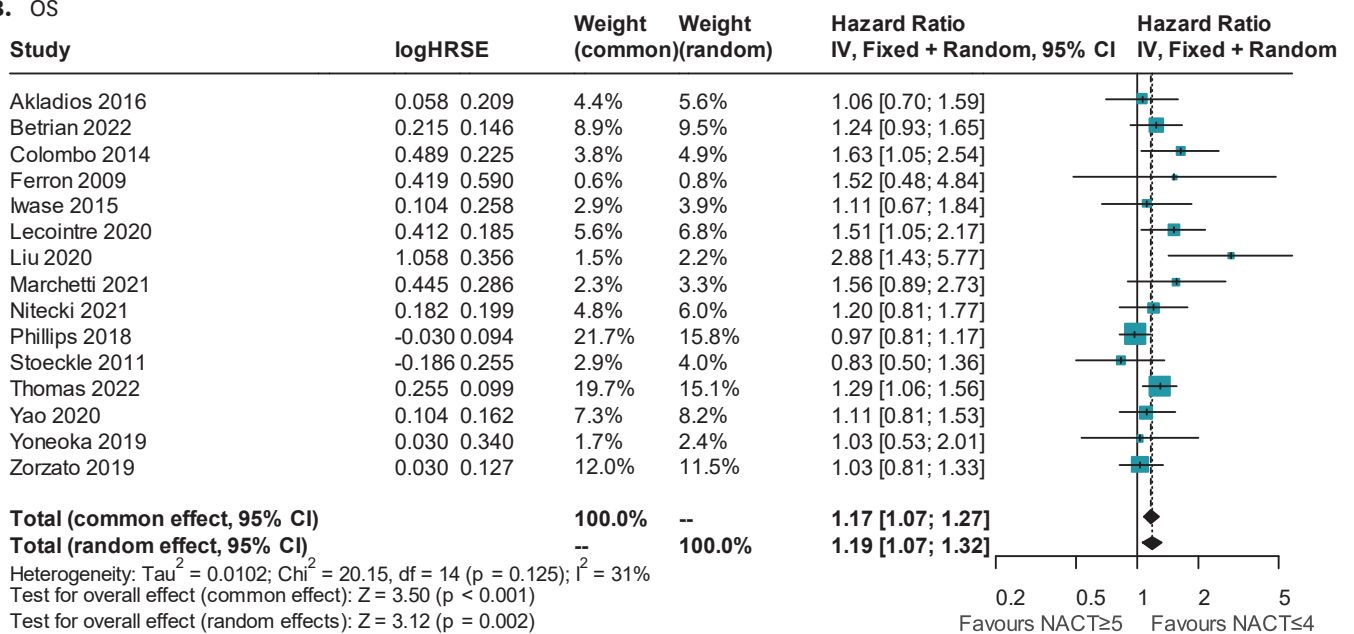 B. OS
Study logHRSE Weight (common) Weight (random) Hazard Ratio IV, Fixed + Random, 95% CI Hazard Ratio IV, Fixed + Random
Akladios 2016 0.058 0.209 4.4% 5.6% 1.06 [0.70; 1.59]
Betrian 2022 0.215 0.146 8.9% 9.5% 1.24 [0.93; 1.65]
Colombo 2014 0.489 0.225 3.8% 4.9% 1.63 [1.05; 2.54]
Ferron 2009 0.419 0.590 0.6% 0.8% 1.52 [0.48; 4.84]
Iwase 2015 0.104 0.258 2.9% 3.9% 1.11 [0.67; 1.84]
Lecointre 2020 0.412 0.185 5.6% 6.8% 1.51 [1.05; 2.17]
Liu 2020 1.058 0.356 1.5% 2.2% 2.88 [1.43; 5.77]
Marchetti 2021 0.445 0.286 2.3% 3.3% 1.56 [0.89; 2.73]
Nitecki 2021 0.182 0.199 4.8% 6.0% 1.20 [0.81; 1.77]
Phillips 2018 -0.030 0.094 21.7% 15.8% 0.97 [0.81; 1.17]
Stoeckle 2011 -0.186 0.255 2.9% 4.0% 0.83 [0.50; 1.36]
Thomas 2022 0.255 0.099 19.7% 15.1% 1.29 [1.06; 1.56]
Yao 2020 0.104 0.162 7.3% 8.2% 1.11 [0.81; 1.53]
Yoneoka 2019 0.030 0.340 1.7% 2.4% 1.03 [0.53; 2.01]
Zorzato 2019 0.030 0.127 12.0% 11.5% 1.03 [0.81; 1.33]
Total (common effect, 95% CI) 100.0% -- 1.17 [1.07; 1.27]
Total (random effect, 95% CI) -- 100.0% 1.19 [1.07; 1.32]
Heterogeneity: Tau² = 0.0102; Chi² = 20.15, df = 14 (p = 0.125); I² = 31%
Test for overall effect (common effect): Z = 3.50 (p < 0.001)
Test for overall effect (random effects): Z = 3.12 (p = 0.002)
0.2 0.5 1 2 5
Favours NACT≥5 Favours NACT≤4